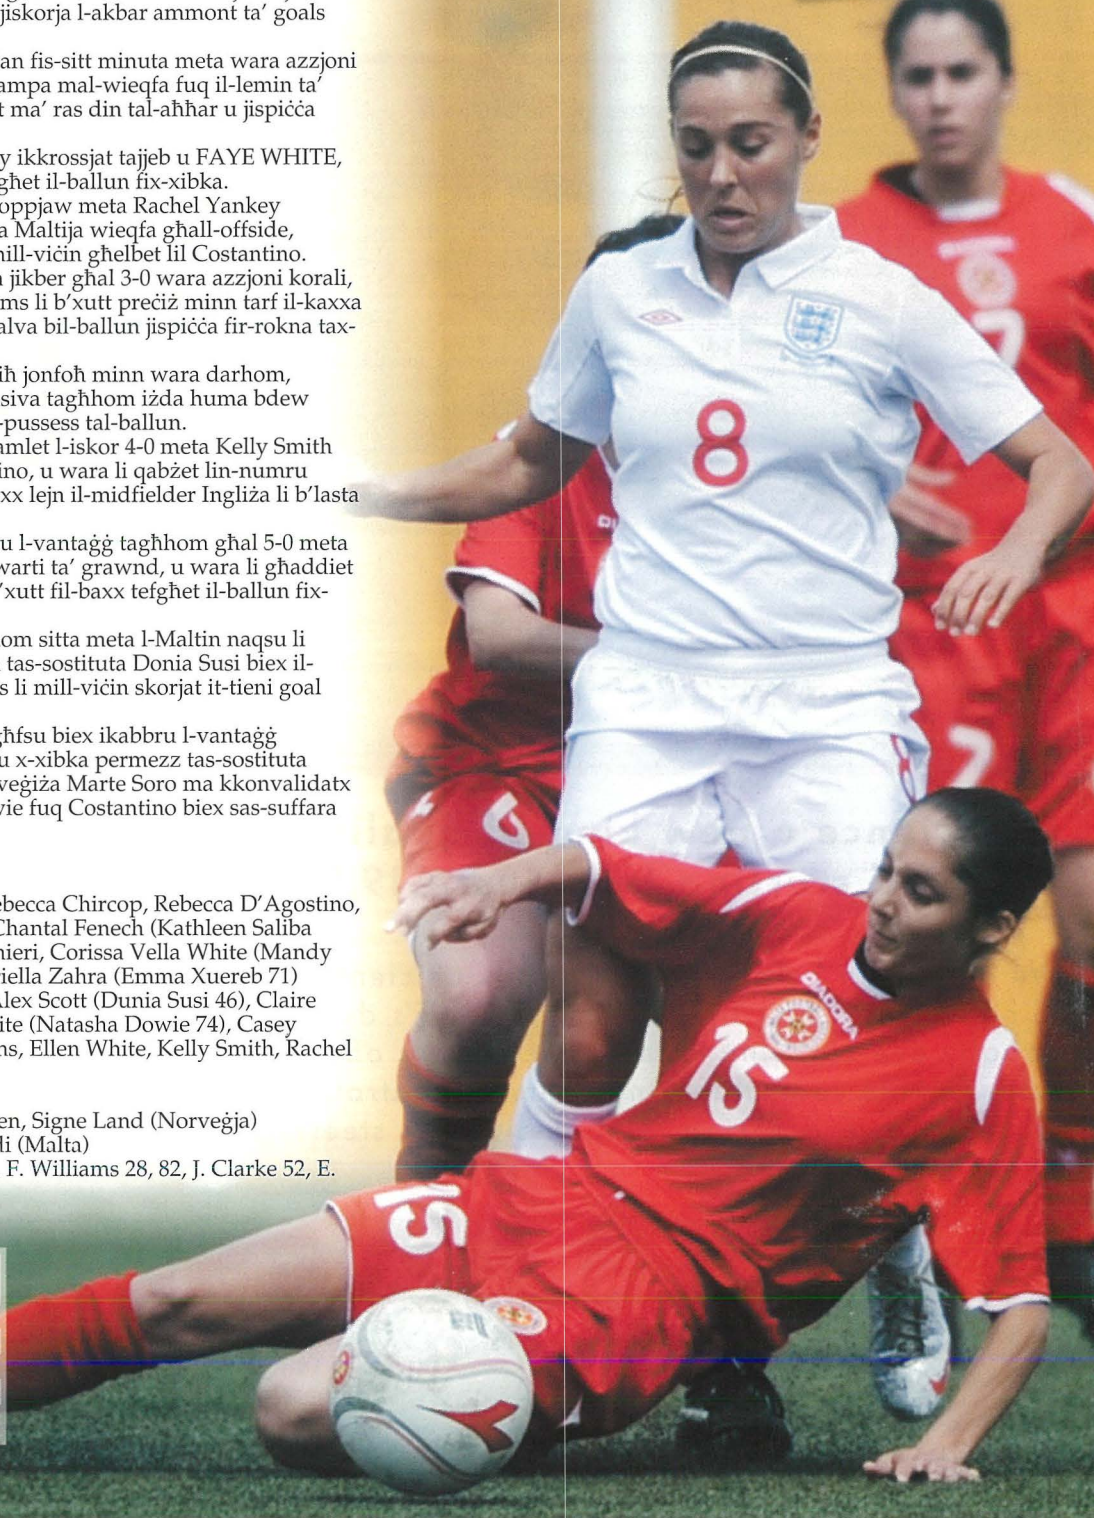 jiskorja l-akbar ammont ta' goals
an fis-sitt minuta meta wara azzjoni
ampa mal-wieqfa fuq il-lemin ta'
t ma' ras din tal-aħħar u jispiċċa
y ikkrossjat tajjeb u FAYE WHITE,
għet il-ballun fix-xibka.
oppjaw meta Rachel Yankey
a Maltija wieqfa għall-offside,
mill-viċin għelbet lil Costantino.
jikber għal 3-0 wara azzjoni korali,
ms li b'xutt preċiż minn tarf il-kaxxa
alva bil-ballun jispiċċa fir-rokna tax-
iħ jonfoħ minn wara darhom,
siva tagħhom iżda huma bdew
-pussess tal-ballun.
amlet l-iskor 4-0 meta Kelly Smith
ino, u wara li qabżet lin-numru
xx lejn il-midfielder Ingliża li b'lasta
u l-vantaġġ tagħhom għal 5-0 meta
warti ta' grawnd, u wara li għaddiet
'xutt fil-baxx tefgħet il-ballun fix-
om sitta meta l-Maltin naqsu li
tas-sostituta Donia Susi biex il-
s li mill-viċin skorjat it-tieni goal
għfsu biex ikabbru l-vantaġġ
u x-xibka permezz tas-sostituta
veġiża Marte Soro ma kkonvalidatx
vie fuq Costantino biex sas-suffara
ebecca Chircop, Rebecca D'Agostino,
Chantal Fenech (Kathleen Saliba
nieri, Corissa Vella White (Mandy
riella Zahra (Emma Xuereb 71)
Alex Scott (Dunia Susi 46), Claire
ite (Natasha Dowie 74), Casey
ns, Ellen White, Kelly Smith, Rachel
en, Signe Land (Norveġja)
di (Malta)
F. Williams 28, 82, J. Clarke 52, E.
8
7
6
DIADORA
15
15